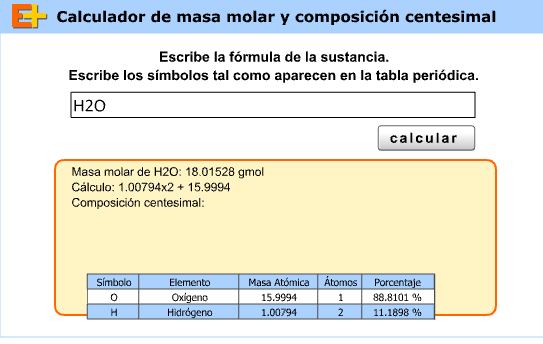 E+ Calculador de masa molar y composición centesimal
Escribe la fórmula de la sustancia.
Escribe los símbolos tal como aparecen en la tabla periódica.
H2O
calcular
Masa molar de H2O: 18.01528 gmol
Cálculo: 1.00794x2 + 15.9994
Composición centesimal:
Símbolo Elemento Masa Atómica Átomos Porcentaje
O Oxígeno 15.9994 1 88.8101 %
H Hidrógeno 1.00794 2 11.1898 %